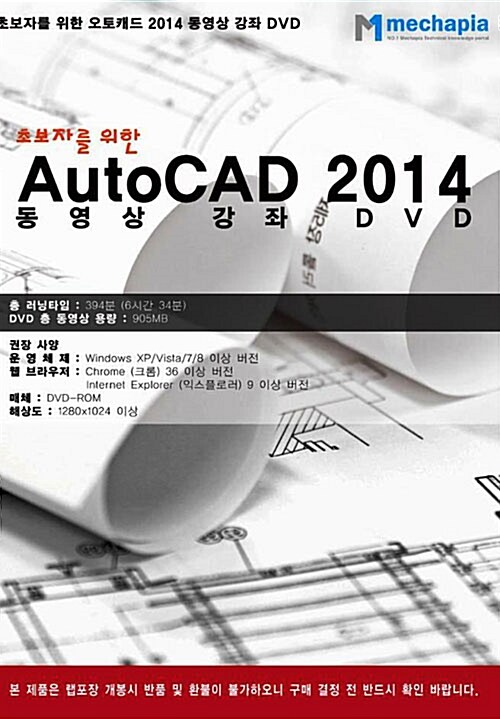 초보자를 위한 오토캐드 2014 동영상 강좌 DVD
mechapia
NO.1 Mechapia Technical knowledge portal
초보자를 위한
AutoCAD 2014
동영상 강좌 DVD
총 러닝타임 : 394분 (6시간 34분)
DVD 총 동영상 용량 : 905MB
권장 사양
운 영 체 제 : Windows XP/Vista/7/8 이상 버전
웹 브라우저 : Chrome (크롬) 36 이상 버전
Internet Explorer (익스플로러) 9 이상 버전
매체 : DVD-ROM
해상도 : 1280x1024 이상
본 제품은 랩포장 개봉시 반품 및 환불이 불가하오니 구매 결정 전 반드시 확인 바랍니다.